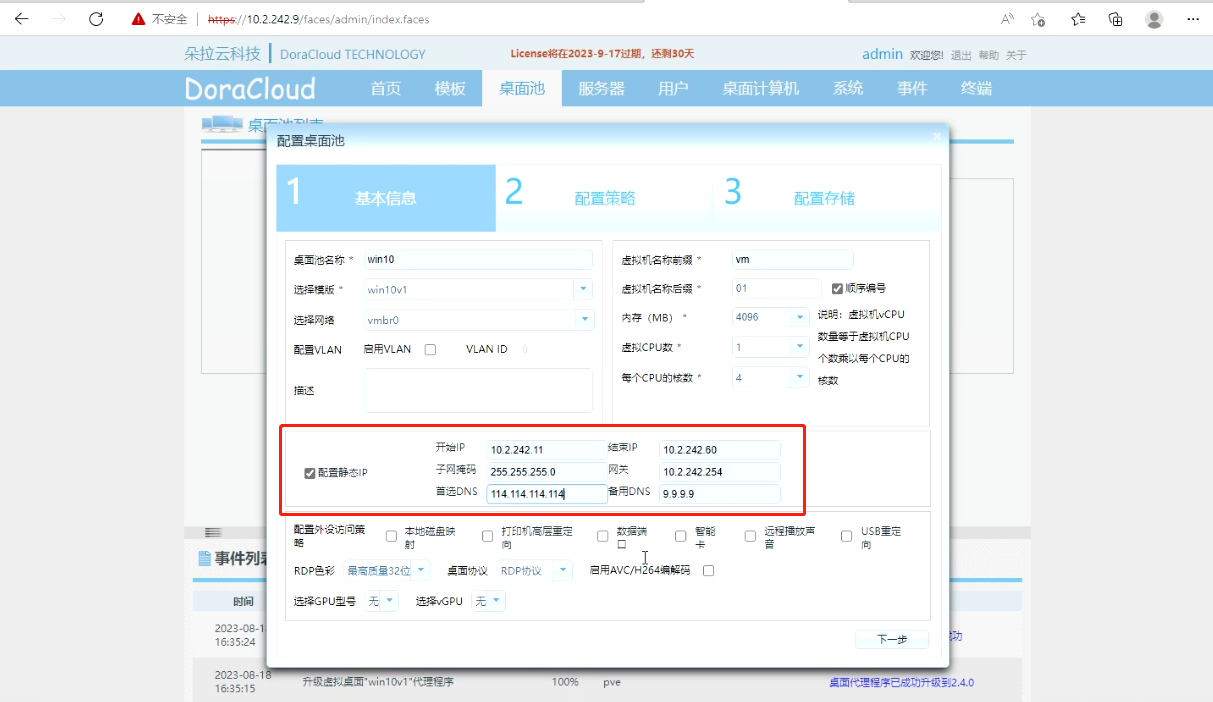 不安全 https://10.2.242.9/faces/admin/index.faces
朵拉云科技 DoraCloud TECHNOLOGY License将在2023-9-17过期，还剩30天 admin 欢迎您! 退出 帮助 关于
DoraCloud 首页 模板 桌面池 服务器 用户 桌面计算机 系统 事件 终端
桌面池列表
配置桌面池
1 基本信息 2 配置策略 3 配置存储
桌面池名称 * win10 虚拟机名称前缀 * vm
选择模版 * win10v1 虚拟机名称后缀 * 01 顺序编号
选择网络 vmbr0 内存（MB） * 4096 说明：虚拟机vCPU
数量等于虚拟机CPU
配置VLAN 启用VLAN VLAN ID 0 虚拟CPU数 * 1
个数乘以每个CPU的
描述 每个CPU的核数 * 4 核数
开始IP 10.2.242.11 结束IP 10.2.242.60
配置静态IP 子网掩码 255.255.255.0 网关 10.2.242.254
首选DNS 114.114.114.114 备用DNS 9.9.9.9
配置外设访问策略 本地磁盘映射 打印机高层重定向 数据端口 智能卡 远程播放声音 USB重定向
RDP色彩 最高质量32位 桌面协议 RDP协议 启用AVC/H264编解码
选择GPU型号 无 选择vGPU 无
下一步
事件列表
时间
2023-08-1
16:35:24 功
2023-08-18
16:35:15 升级虚拟桌面"win10v1"代理程序 100% pve 桌面代理程序已成功升级到2.4.0